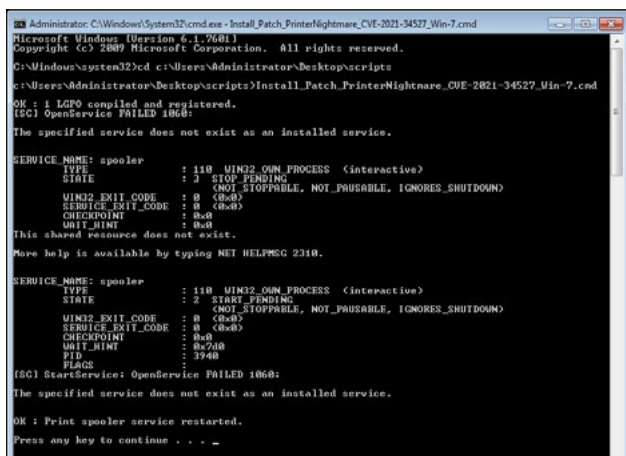 Administrator: C:\Windows\System32\cmd.exe - Install_Patch_PrinterNightmare_CVE-2021-34527_Win-7.cmd
Microsoft Windows [Version 6.1.7601]
Copyright (c) 2009 Microsoft Corporation. All rights reserved.
C:\Windows\system32>cd c:\Users\Administrator\Desktop\scripts
c:\Users\Administrator\Desktop\scripts>Install_Patch_PrinterNightmare_CVE-2021-34527_Win-7.cmd
OK : 1 LGPO compiled and registered.
[SC] OpenService FAILED 1060:
The specified service does not exist as an installed service.
SERVICE_NAME: spooler
TYPE : 110 WIN32_OWN_PROCESS (interactive)
STATE : 3 STOP_PENDING
(NOT_STOPPABLE, NOT_PAUSABLE, IGNORES_SHUTDOWN)
WIN32_EXIT_CODE : 0 (0x0)
SERVICE_EXIT_CODE : 0 (0x0)
CHECKPOINT : 0x0
WAIT_HINT : 0x0
This shared resource does not exist.
More help is available by typing NET HELPMSG 2310.
SERVICE_NAME: spooler
TYPE : 110 WIN32_OWN_PROCESS (interactive)
STATE : 2 START_PENDING
(NOT_STOPPABLE, NOT_PAUSABLE, IGNORES_SHUTDOWN)
WIN32_EXIT_CODE : 0 (0x0)
SERVICE_EXIT_CODE : 0 (0x0)
CHECKPOINT : 0x0
WAIT_HINT : 0x7d0
PID : 3940
FLAGS :
[SC] StartService: OpenService FAILED 1060:
The specified service does not exist as an installed service.
OK : Print spooler service restarted.
Press any key to continue . . . _